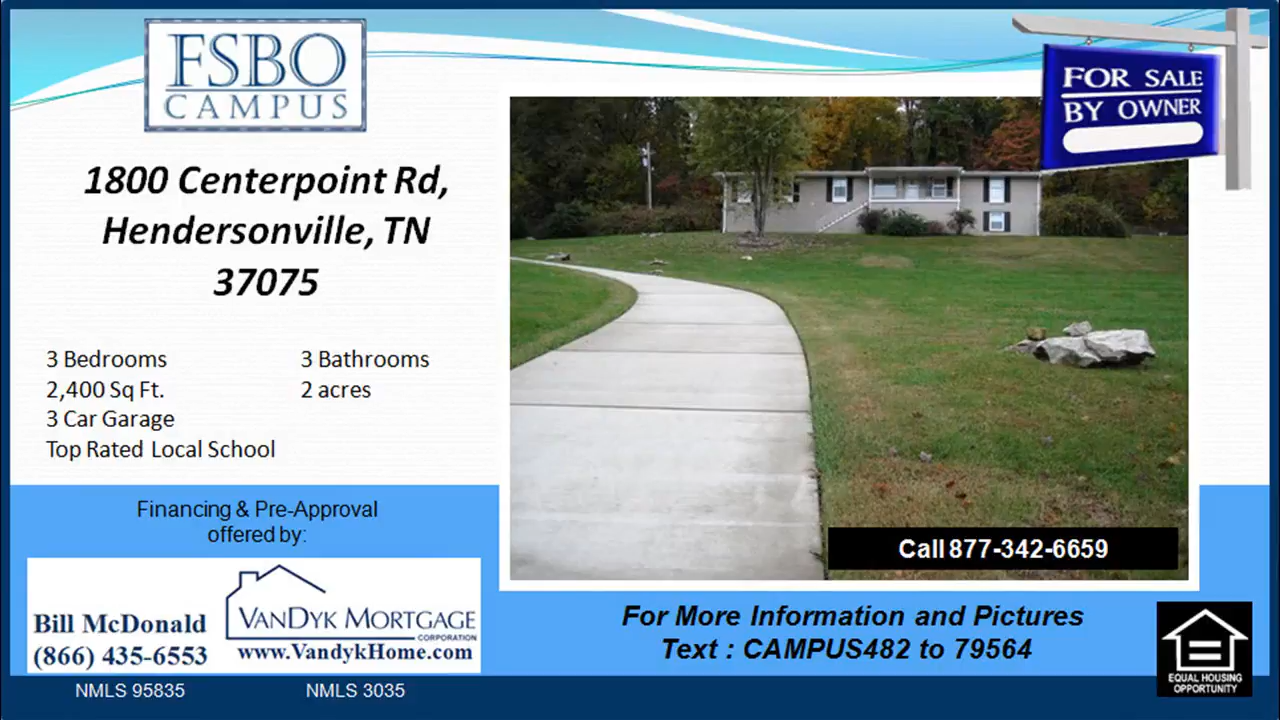 FSBO
CAMPUS
FOR SALE
BY OWNER
1800 Centerpoint Rd,
Hendersonville, TN
37075
3 Bedrooms 3 Bathrooms
2,400 Sq Ft. 2 acres
3 Car Garage
Top Rated Local School
Financing & Pre-Approval
offered by:
Bill McDonald
(866) 435-6553
VANDYK MORTGAGE
CORPORATION
www.VandykHome.com
NMLS 95835 NMLS 3035
Call 877-342-6659
For More Information and Pictures
Text : CAMPUS482 to 79564
EQUAL HOUSING
OPPORTUNITY